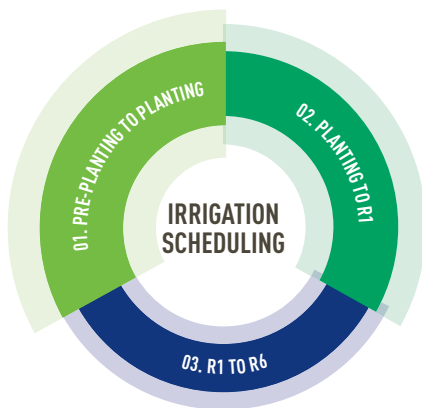 01. PRE-PLANTING TO PLANTING
02. PLANTING TO R1
IRRIGATION
SCHEDULING
03. R1 TO R6